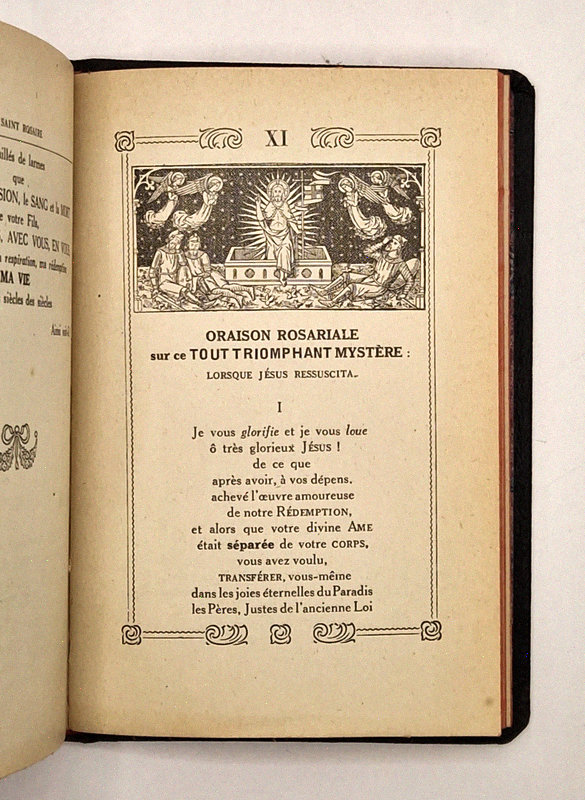 SAINT ROSAIRE
de larmes
que
SION, le SANG et la MORT
e votre Fils,
AVEC VOUS, EN VOUS
respiration, ma rédemption
MA VIE
siècles des siècles
XI
ORAISON ROSARIALE
sur ce TOUT TRIOMPHANT MYSTÈRE :
LORSQUE JÉSUS RESSUSCITA.
I
Je vous glorifie et je vous loue
ô très glorieux JÉSUS !
de ce que
après avoir, à vos dépens.
achevé l'œuvre amoureuse
de notre RÉDEMPTION,
et alors que votre divine AME
était séparée de votre CORPS,
vous avez voulu,
TRANSFÉRER, vous-même
dans les joies éternelles du Paradis
les Pères, Justes de l'ancienne Loi